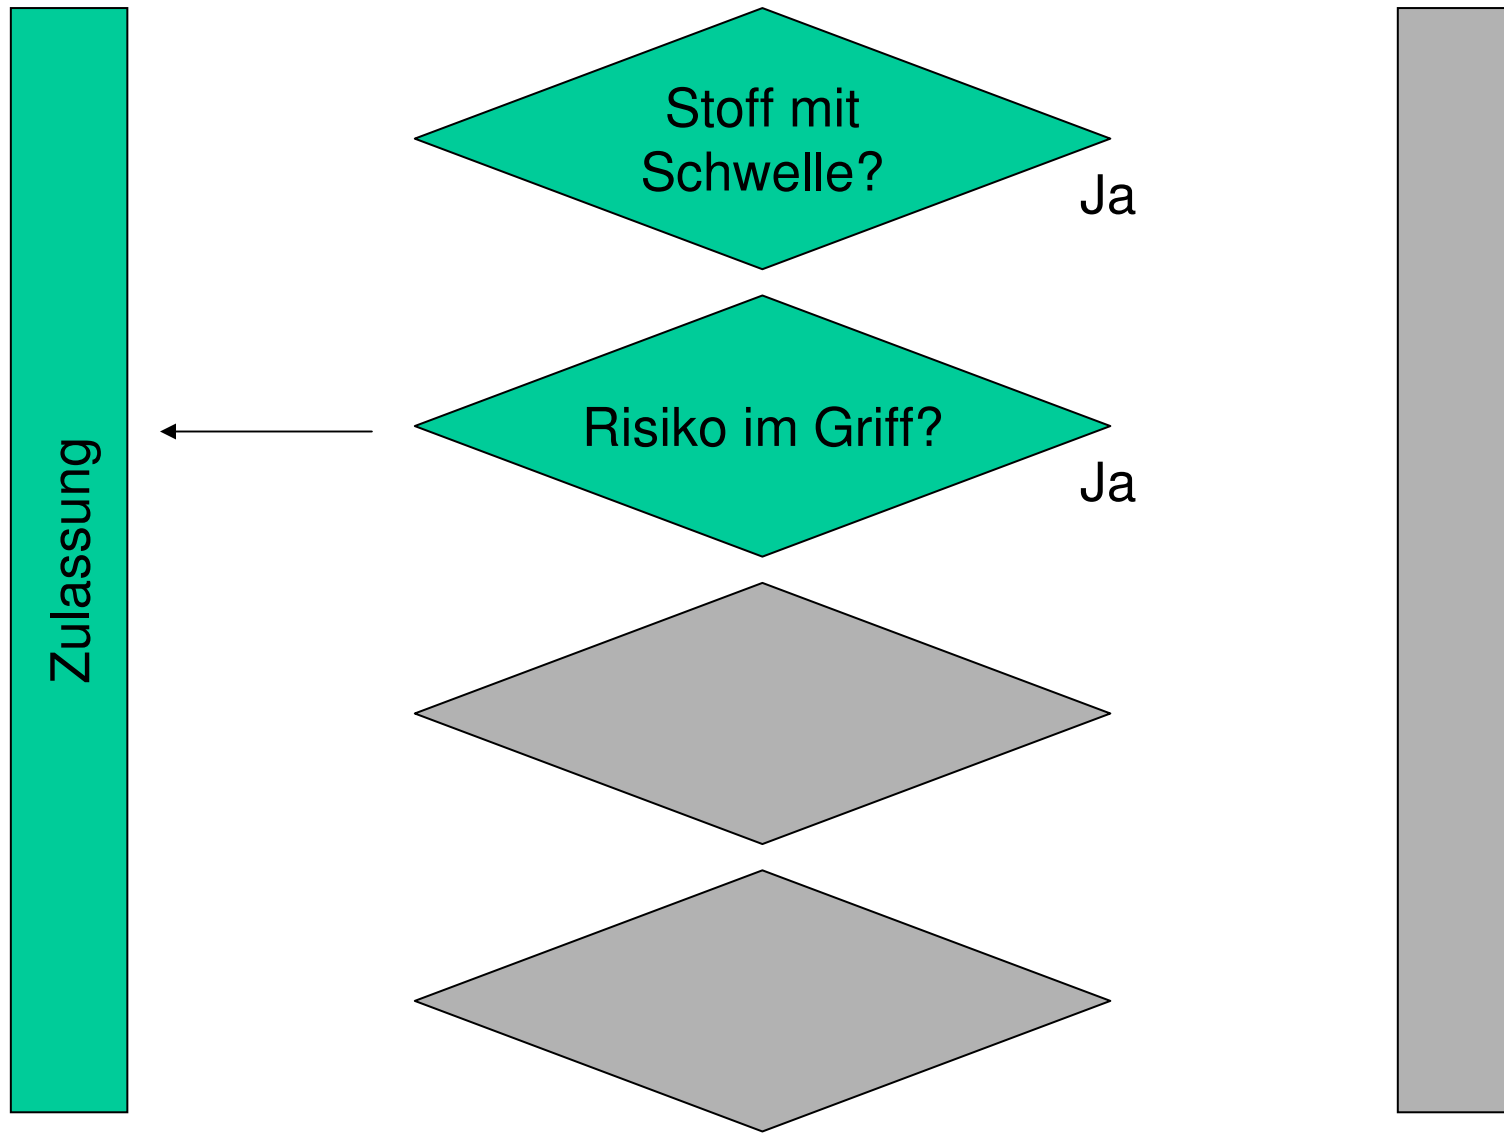 Stoff mit
Schwelle?
Ja
Risiko im Griff?
Ja
Zulassung